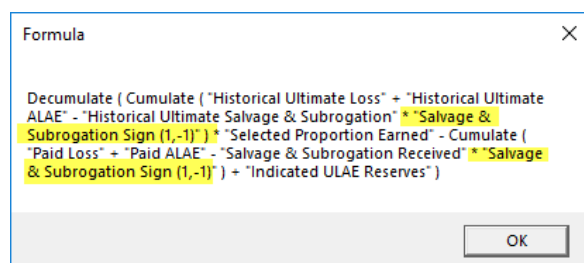 Formula
Decumulate ( Cumulate ( "Historical Ultimate Loss" + "Historical Ultimate
ALAE" - "Historical Ultimate Salvage & Subrogation" * "Salvage &
Subrogation Sign (1,-1)" ) * "Selected Proportion Earned" - Cumulate (
"Paid Loss" + "Paid ALAE" - "Salvage & Subrogation Received" * "Salvage
& Subrogation Sign (1,-1)" ) + "Indicated ULAE Reserves" )
OK